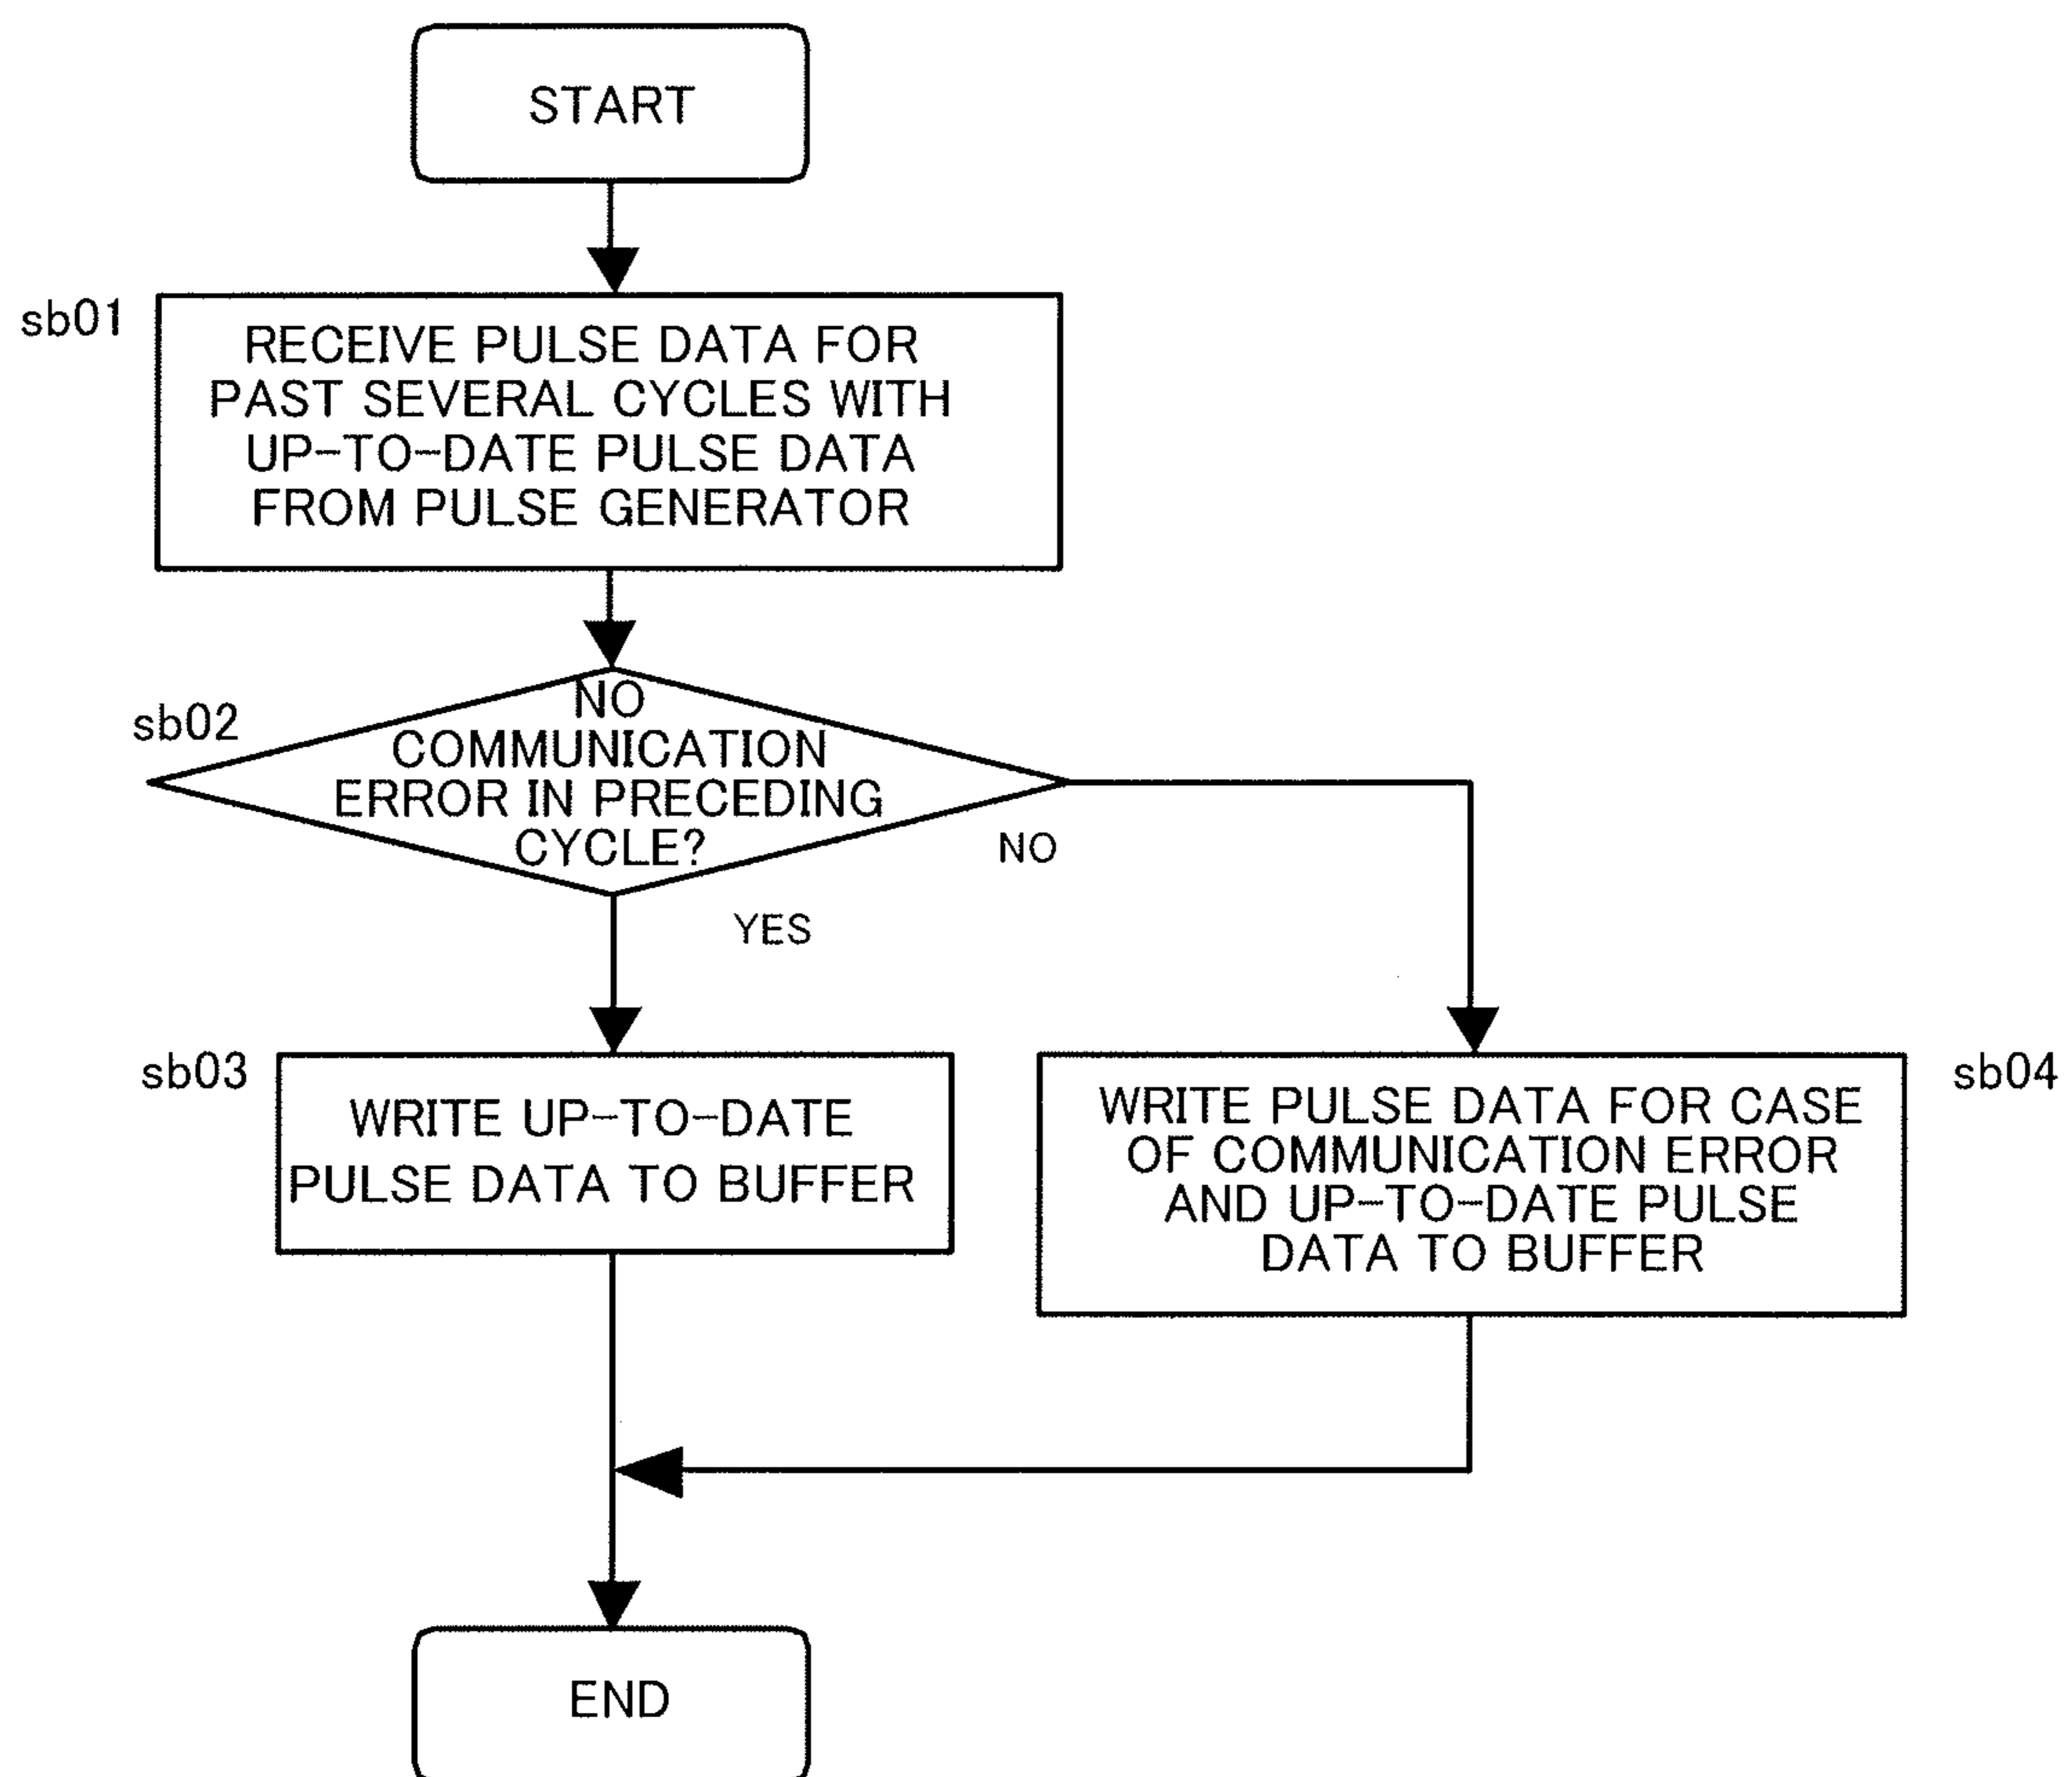 START
sb01
RECEIVE PULSE DATA FOR
PAST SEVERAL CYCLES WITH
UP-TO-DATE PULSE DATA
FROM PULSE GENERATOR
sb02
NO
COMMUNICATION
ERROR IN PRECEDING
CYCLE?
NO
YES
sb03
WRITE UP-TO-DATE
PULSE DATA TO BUFFER
sb04
WRITE PULSE DATA FOR CASE
OF COMMUNICATION ERROR
AND UP-TO-DATE PULSE
DATA TO BUFFER
END